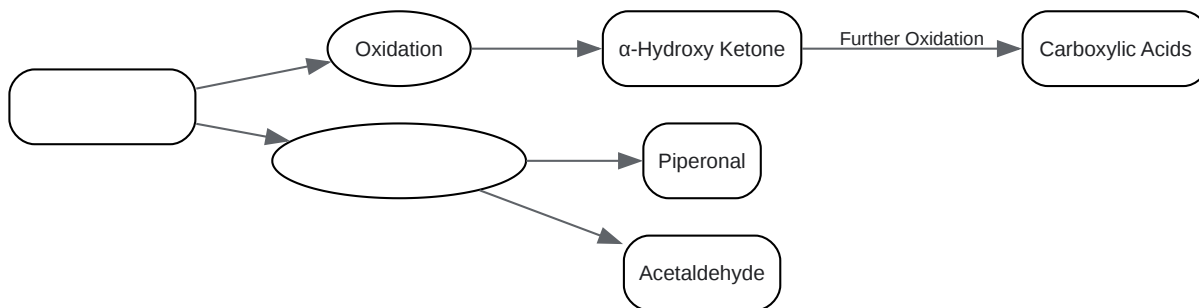 Oxidation
α-Hydroxy Ketone
Further Oxidation
Carboxylic Acids
Piperonal
Acetaldehyde